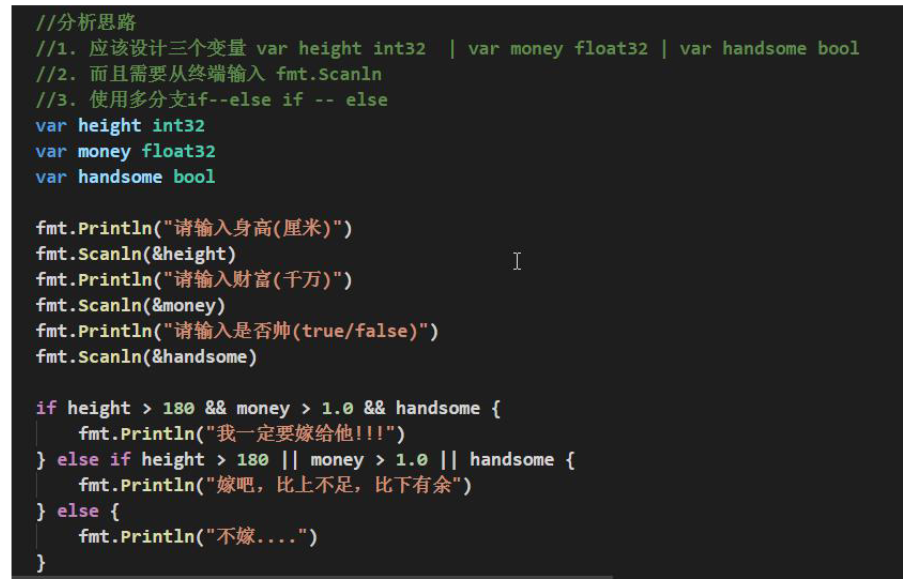 //分析思路
//1. 应该设计三个变量 var height int32 | var money float32 | var handsome bool
//2. 而且需要从终端输入 fmt.Scanln
//3. 使用多分支if--else if -- else
var height int32
var money float32
var handsome bool
fmt.Println("请输入身高(厘米)")
fmt.Scanln(&height)
fmt.Println("请输入财富(千万)")
fmt.Scanln(&money)
fmt.Println("请输入是否帅(true/false)")
fmt.Scanln(&handsome)
if height > 180 && money > 1.0 && handsome {
fmt.Println("我一定要嫁给他!!!")
} else if height > 180 || money > 1.0 || handsome {
fmt.Println("嫁吧，比上不足，比下有余")
} else {
fmt.Println("不嫁....")
}